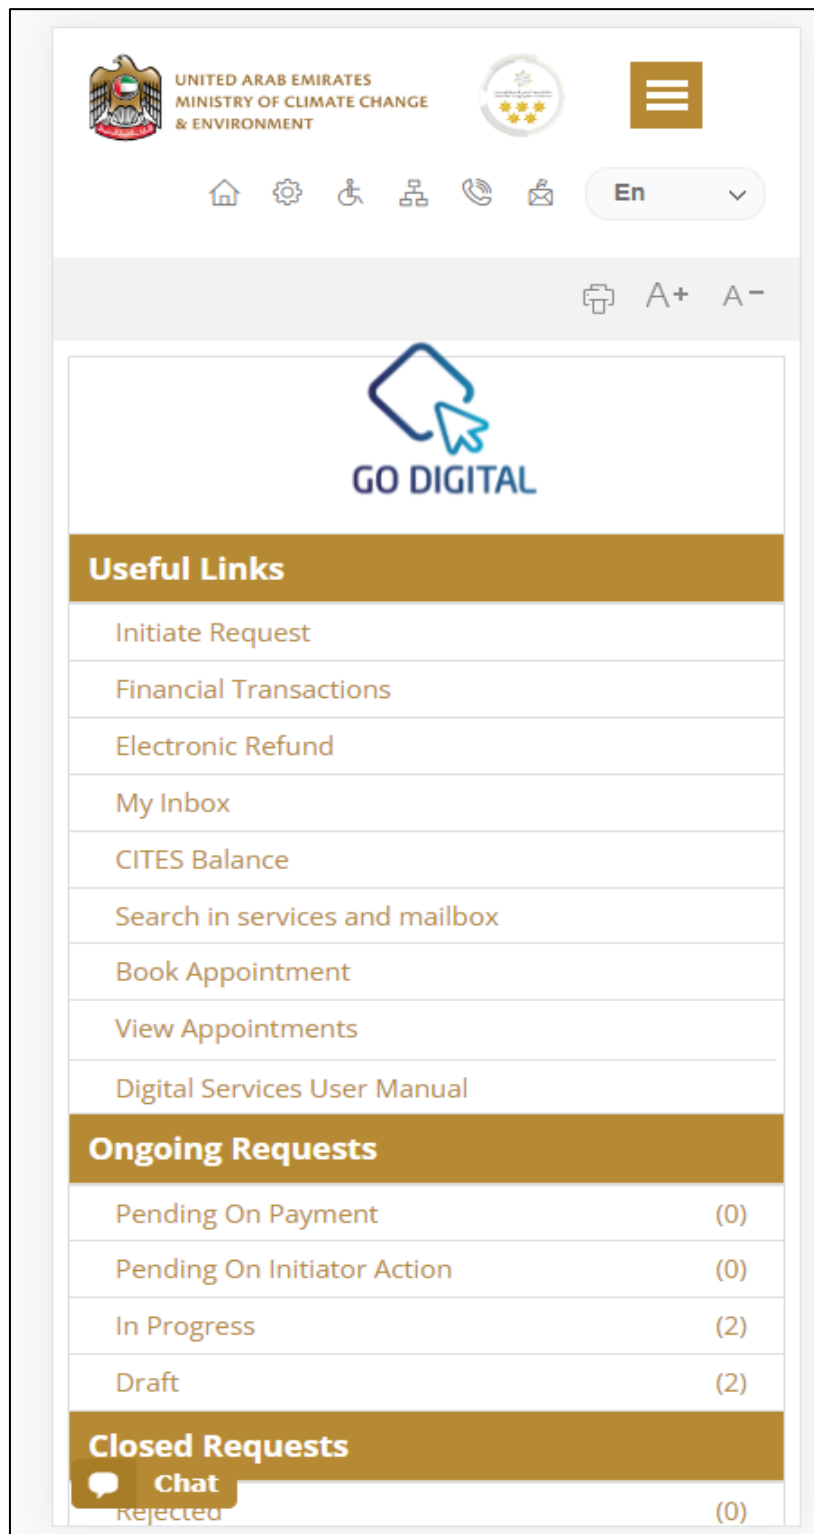 UNITED ARAB EMIRATES
MINISTRY OF CLIMATE CHANGE
& ENVIRONMENT
En
A+ A-
GO DIGITAL
Useful Links
Initiate Request
Financial Transactions
Electronic Refund
My Inbox
CITES Balance
Search in services and mailbox
Book Appointment
View Appointments
Digital Services User Manual
Ongoing Requests
Pending On Payment (0)
Pending On Initiator Action (0)
In Progress (2)
Draft (2)
Closed Requests
Chat
Rejected (0)